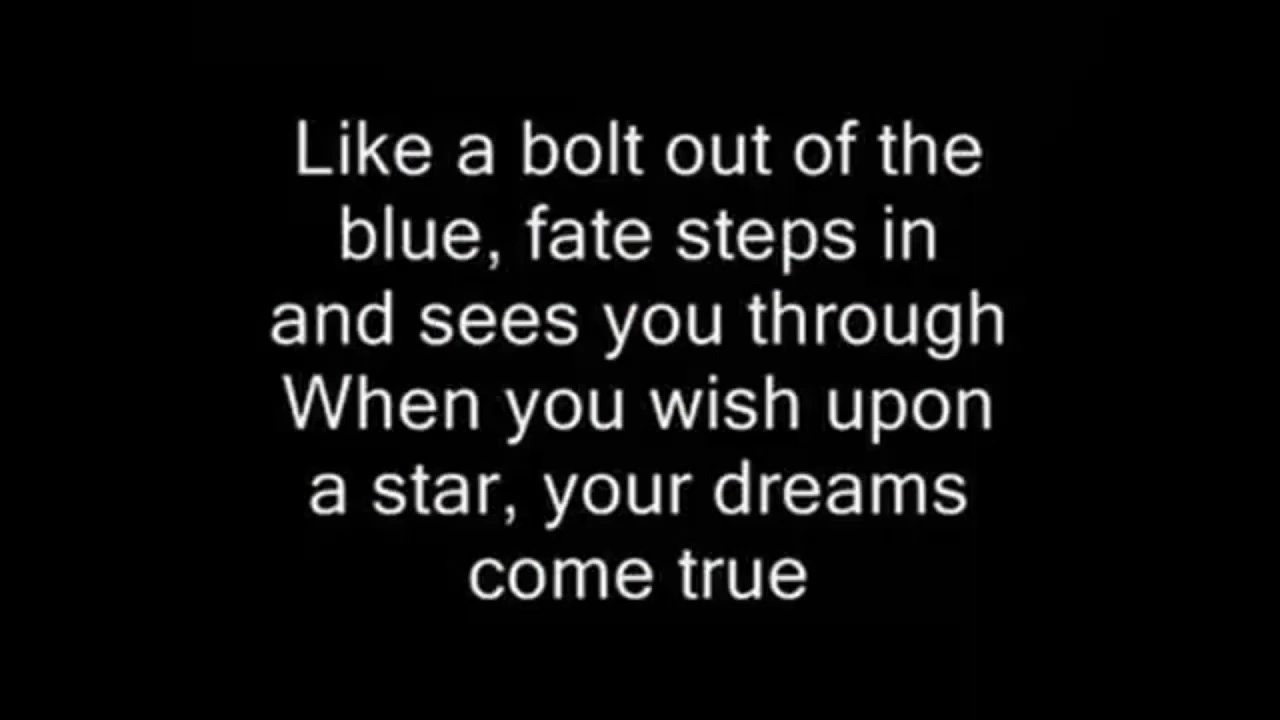 Like a bolt out of the
blue, fate steps in
and sees you through
When you wish upon
a star, your dreams
come true